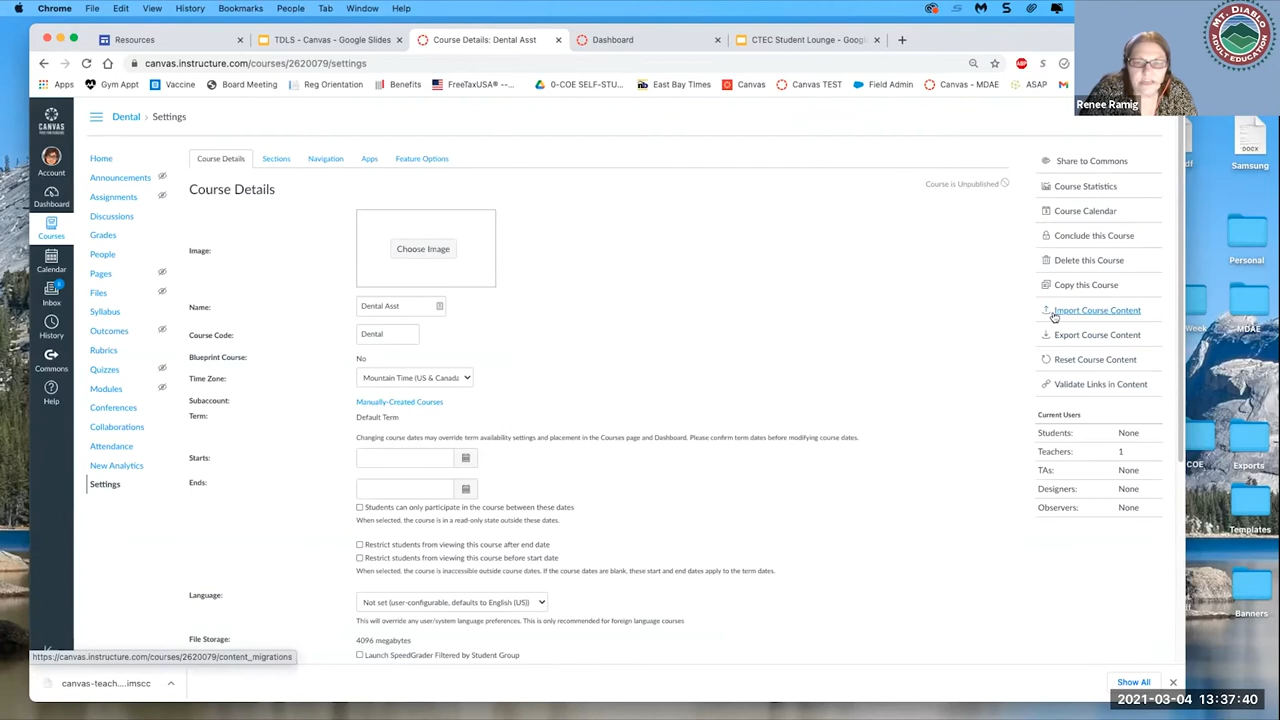 Chrome File Edit View History Bookmarks People Tab Window Help
Resources
TDLS - Canvas - Google Slides
Course Details: Dental Asst
Dashboard
CTEC Student Lounge - Goog
canvas.instructure.com/courses/2620079/settings
Apps Gym Appt Vaccine Board Meeting Reg Orientation Benefits FreeTaxUSA® --... 0-COE SELF-STU... East Bay TImes Canvas Canvas TEST Field Admin Canvas - MDAE ASAP
MT. DIABLO
ADULT EDUCATION
Renee Ramig
Dental › Settings
Account
Dashboard
Courses
Calendar
Inbox
History
Commons
Help
Home
Announcements
Assignments
Discussions
Grades
People
Pages
Files
Syllabus
Outcomes
Rubrics
Quizzes
Modules
Conferences
Collaborations
Attendance
New Analytics
Settings
Course Details Sections Navigation Apps Feature Options
Course Details
Course is Unpublished
Image:
Choose Image
Name:
Dental Asst
Course Code:
Dental
Blueprint Course:
No
Time Zone:
Mountain Time (US & Canada
Subaccount:
Manually-Created Courses
Term:
Default Term
Changing course dates may override term availability settings and placement in the Courses page and Dashboard. Please confirm term dates before modifying course dates.
Starts:
Ends:
Students can only participate in the course between these dates
When selected, the course is in a read-only state outside these dates.
Restrict students from viewing this course after end date
Restrict students from viewing this course before start date
When selected, the course is inaccessible outside course dates. If the course dates are blank, these start and end dates apply to the term dates.
Language:
Not set (user-configurable, defaults to English (US))
This will override any user/system language preferences. This is only recommended for foreign language courses
File Storage:
4096 megabytes
Launch SpeedGrader Filtered by Student Group
Share to Commons
Course Statistics
Course Calendar
Conclude this Course
Delete this Course
Copy this Course
Import Course Content
Export Course Content
Reset Course Content
Validate Links in Content
Current Users
Students: None
Teachers: 1
TAs: None
Designers: None
Observers: None
DOCX
Samsung
Personal
Week
MDAE
COE
Exports
Templates
Banners
https://canvas.instructure.com/courses/2620079/content_migrations
canvas-teach....imscc
Show All
2021-03-04 13:37:40